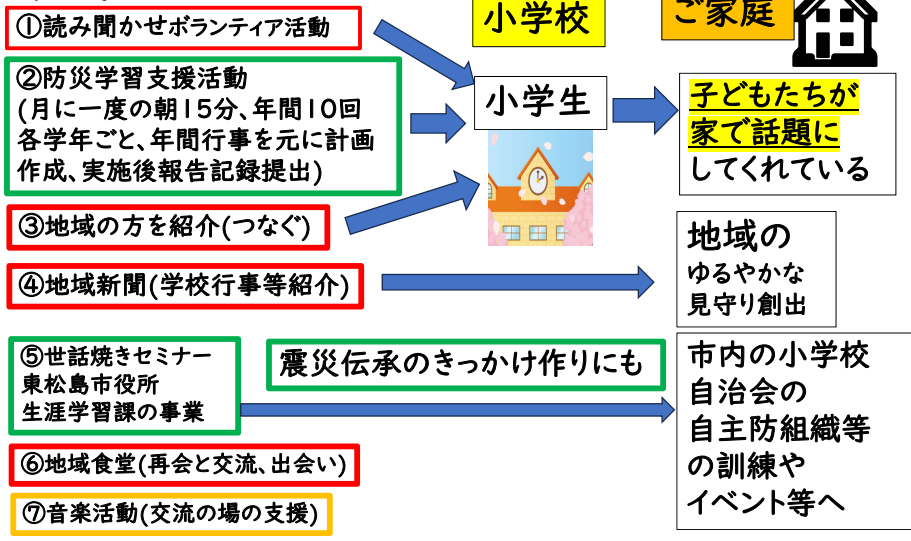 小学校
ご家庭
①読み聞かせボランティア活動
②防災学習支援活動
(月に一度の朝15分、年間10回
各学年ごと、年間行事を元に計画
作成、実施後報告記録提出)
小学生
子どもたちが
家で話題に
してくれている
③地域の方を紹介(つなぐ)
④地域新聞(学校行事等紹介)
地域の
ゆるやかな
見守り創出
⑤世話焼きセミナー
東松島市役所
生涯学習課の事業
震災伝承のきっかけ作りにも
市内の小学校
自治会の
自主防組織等
の訓練や
イベント等へ
⑥地域食堂(再会と交流、出会い)
⑦音楽活動(交流の場の支援)